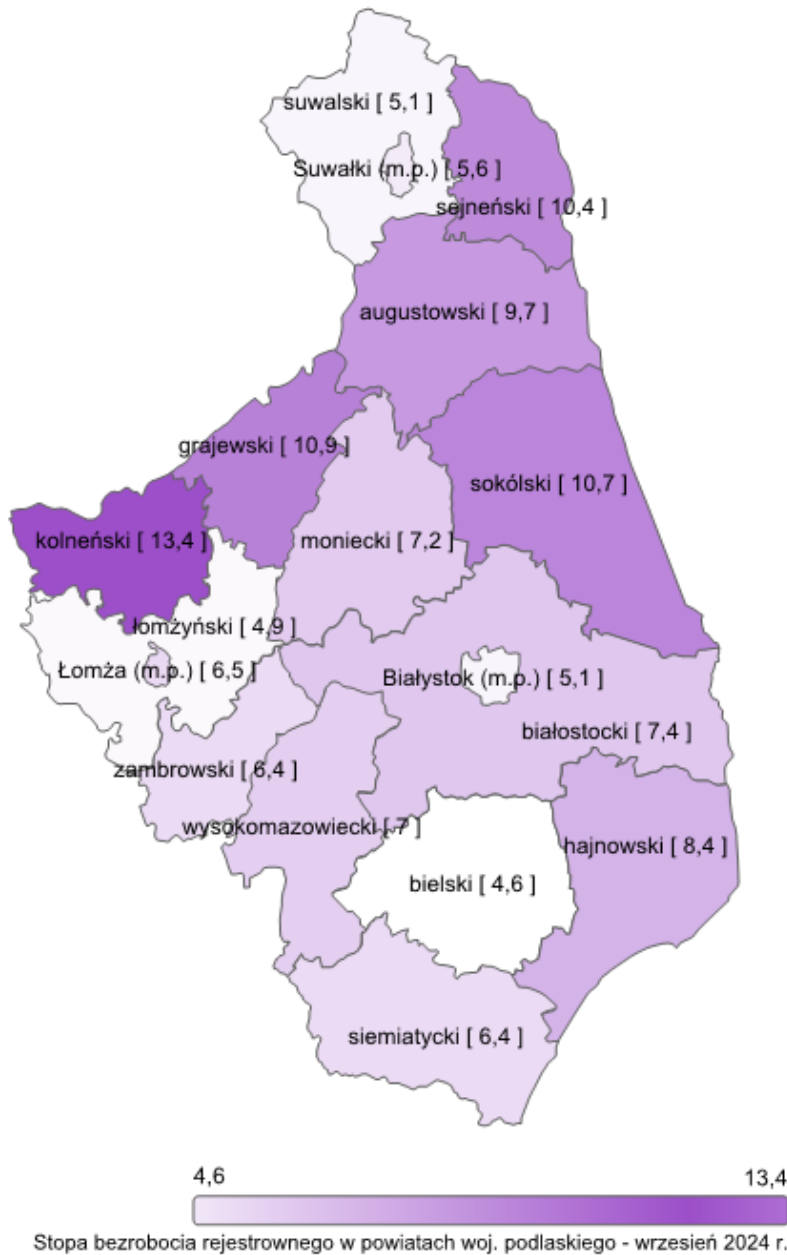 suwalski [ 5,1 ]
Suwałki (m.p.) [ 5,6 ]
sejneński [ 10,4 ]
augustowski [ 9,7 ]
grajewski [ 10,9 ]
sokólski [ 10,7 ]
kolneński [ 13,4 ]
moniecki [ 7,2 ]
łomżyński [ 4,9 ]
Łomża (m.p.) [ 6,5 ]
Białystok (m.p.) [ 5,1 ]
białostocki [ 7,4 ]
zambrowski [ 6,4 ]
wysokomazowiecki [ 7 ]
hajnowski [ 8,4 ]
bielski [ 4,6 ]
siemiatycki [ 6,4 ]
4,6 13,4
Stopa bezrobocia rejestrownego w powiatach woj. podlaskiego - wrzesień 2024 r.